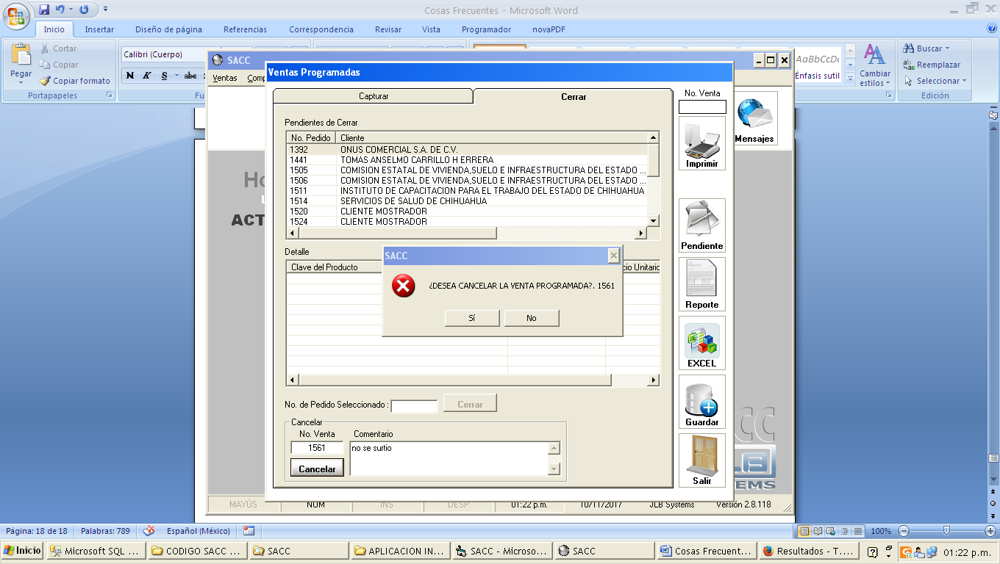 Cosas Frecuentes - Microsoft Word
Inicio Insertar Diseño de página Referencias Correspondencia Revisar Vista Programador novaPDF
Pegar
Cortar
Copiar
Copiar formato
Portapapeles
Calibri (Cuerpo)
N K S abc
AaBbCcDc
Énfasis sutil
Cambiar estilos
Buscar
Reemplazar
Seleccionar
Edición
SACC
Ventas
Ventas Programadas
Capturar Cerrar
Pendientes de Cerrar
No. Pedido Cliente
1392 ONUS COMERCIAL S.A. DE C.V.
1441 TOMAS ANSELMO CARRILLO H ERRERA
1505 COMISION ESTATAL DE VIVIENDA,SUELO E INFRAESTRUCTURA DEL ESTADO ...
1506 COMISION ESTATAL DE VIVIENDA,SUELO E INFRAESTRUCTURA DEL ESTADO ...
1511 INSTITUTO DE CAPACITACION PARA EL TRABAJO DEL ESTADO DE CHIHUAHUA
1514 SERVICIOS DE SALUD DE CHIHUAHUA
1520 CLIENTE MOSTRADOR
1524 CLIENTE MOSTRADOR
Detalle
Clave del Producto cio Unitario
SACC
¿DESEA CANCELAR LA VENTA PROGRAMADA?. 1561
Sí No
No. de Pedido Seleccionado : Cerrar
Cancelar
No. Venta Comentario
1561 no se surtio
Cancelar
No. Venta
Imprimir
Pendiente
Reporte
EXCEL
Guardar
Salir
Mensajes
ACT
MAYÚS NUM INS DESP 01:22 p.m. 10/11/2017 JLB Systems Versión 2.8.118
Página: 18 de 18 Palabras: 789 Español (México) 100%
Inicio Microsoft SQL ... CODIGO SACC ... SACC APLICACION IN... SACC - Microso... SACC Cosas Frecuent... Resultados - T... 01:22 p.m.